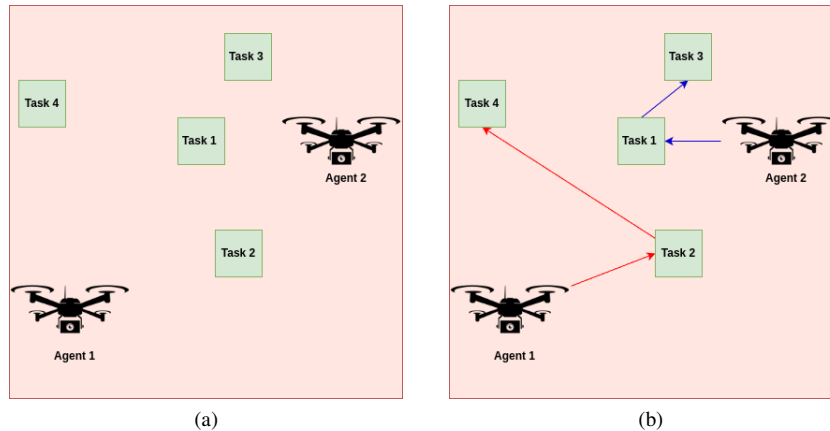 Task 3
Task 4
Task 1
Agent 2
Task 2
Agent 1
(a)
Task 3
Task 4
Task 1
Agent 2
Task 2
Agent 1
(b)